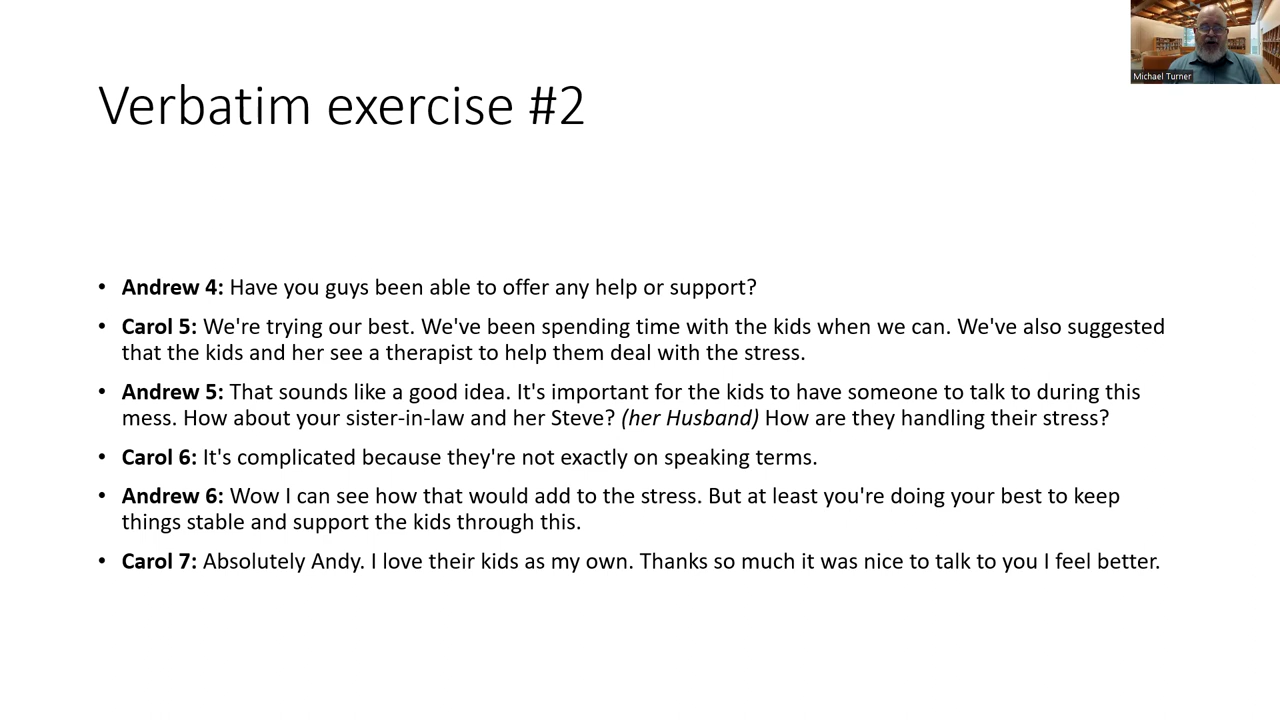 Michael Turner
Verbatim exercise #2
• Andrew 4: Have you guys been able to offer any help or support?
• Carol 5: We're trying our best. We've been spending time with the kids when we can. We've also suggested
that the kids and her see a therapist to help them deal with the stress.
• Andrew 5: That sounds like a good idea. It's important for the kids to have someone to talk to during this
mess. How about your sister-in-law and her Steve? (her Husband) How are they handling their stress?
• Carol 6: It's complicated because they're not exactly on speaking terms.
• Andrew 6: Wow I can see how that would add to the stress. But at least you're doing your best to keep
things stable and support the kids through this.
• Carol 7: Absolutely Andy. I love their kids as my own. Thanks so much it was nice to talk to you I feel better.